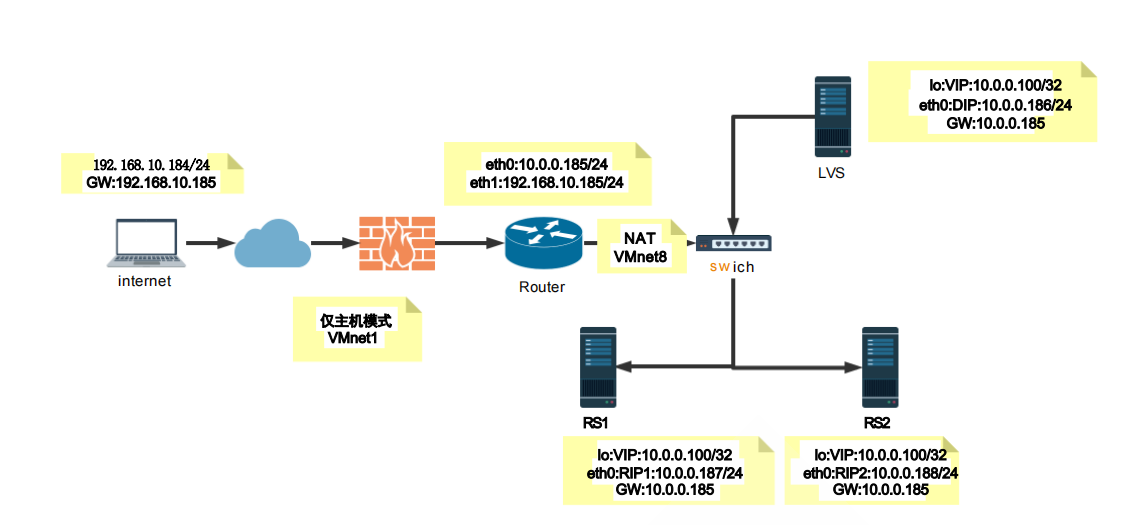 lo:VIP:10.0.0.100/32
eth0:DIP:10.0.0.186/24
GW:10.0.0.185
LVS
192.168.10.184/24
GW:192.168.10.185
eth0:10.0.0.185/24
eth1:192.168.10.185/24
NAT
VMnet8
swich
internet
Router
仅主机模式
VMnet1
RS1
RS2
lo:VIP:10.0.0.100/32
eth0:RIP1:10.0.0.187/24
GW:10.0.0.185
lo:VIP:10.0.0.100/32
eth0:RIP2:10.0.0.188/24
GW:10.0.0.185